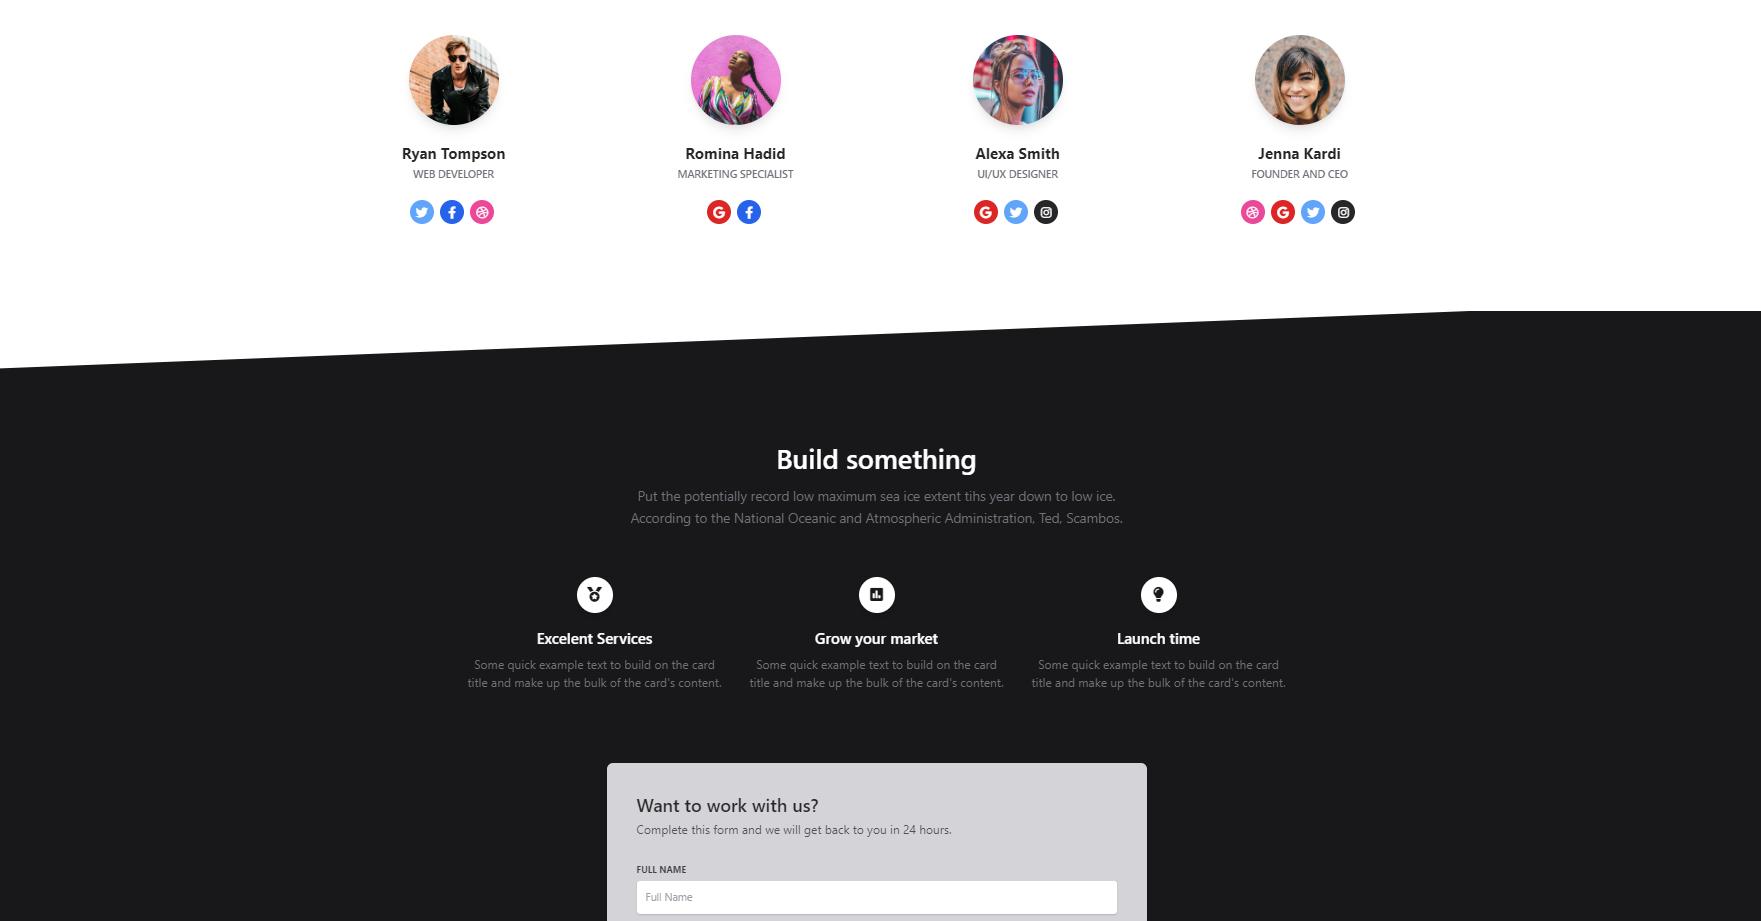 Ryan Tompson
WEB DEVELOPER
Romina Hadid
MARKETING SPECIALIST
Alexa Smith
UI/UX DESIGNER
Jenna Kardi
FOUNDER AND CEO
Build something
Put the potentially record low maximum sea ice extent tihs year down to low ice.
According to the National Oceanic and Atmospheric Administration, Ted, Scambos.
Excelent Services
Some quick example text to build on the card
title and make up the bulk of the card's content.
Grow your market
Some quick example text to build on the card
title and make up the bulk of the card's content.
Launch time
Some quick example text to build on the card
title and make up the bulk of the card's content.
Want to work with us?
Complete this form and we will get back to you in 24 hours.
FULL NAME
Full Name